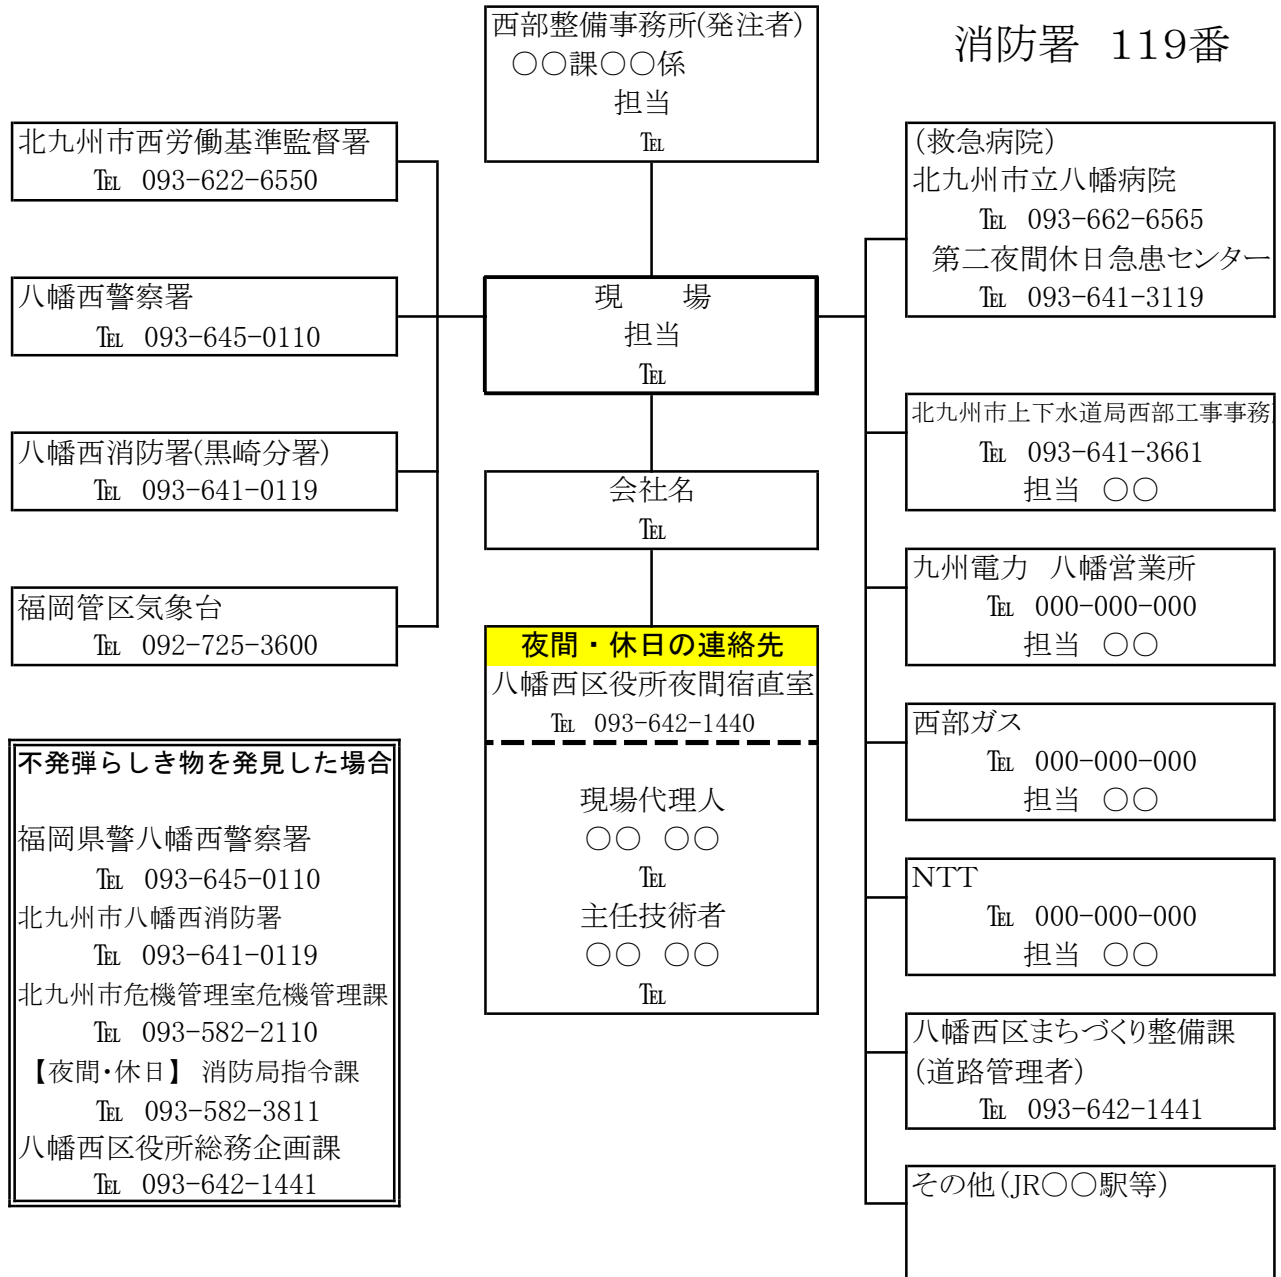 西部整備事務所(発注者)
○○課○○係
担当
℡
消防署 119番
北九州市西労働基準監督署
℡ 093-622-6550
八幡西警察署
℡ 093-645-0110
八幡西消防署(黒崎分署)
℡ 093-641-0119
福岡管区気象台
℡ 092-725-3600
現 場
担当
℡
会社名
℡
夜間・休日の連絡先
八幡西区役所夜間宿直室
℡ 093-642-1440
現場代理人
○○ ○○
℡
主任技術者
○○ ○○
℡
(救急病院)
北九州市立八幡病院
℡ 093-662-6565
第二夜間休日急患センター
℡ 093-641-3119
北九州市上下水道局西部工事事務
℡ 093-641-3661
担当 ○○
九州電力 八幡営業所
℡ 000-000-000
担当 ○○
西部ガス
℡ 000-000-000
担当 ○○
NTT
℡ 000-000-000
担当 ○○
八幡西区まちづくり整備課
(道路管理者)
℡ 093-642-1441
その他(JR○○駅等)
不発弾らしき物を発見した場合
福岡県警八幡西警察署
℡ 093-645-0110
北九州市八幡西消防署
℡ 093-641-0119
北九州市危機管理室危機管理課
℡ 093-582-2110
【夜間・休日】 消防局指令課
℡ 093-582-3811
八幡西区役所総務企画課
℡ 093-642-1441